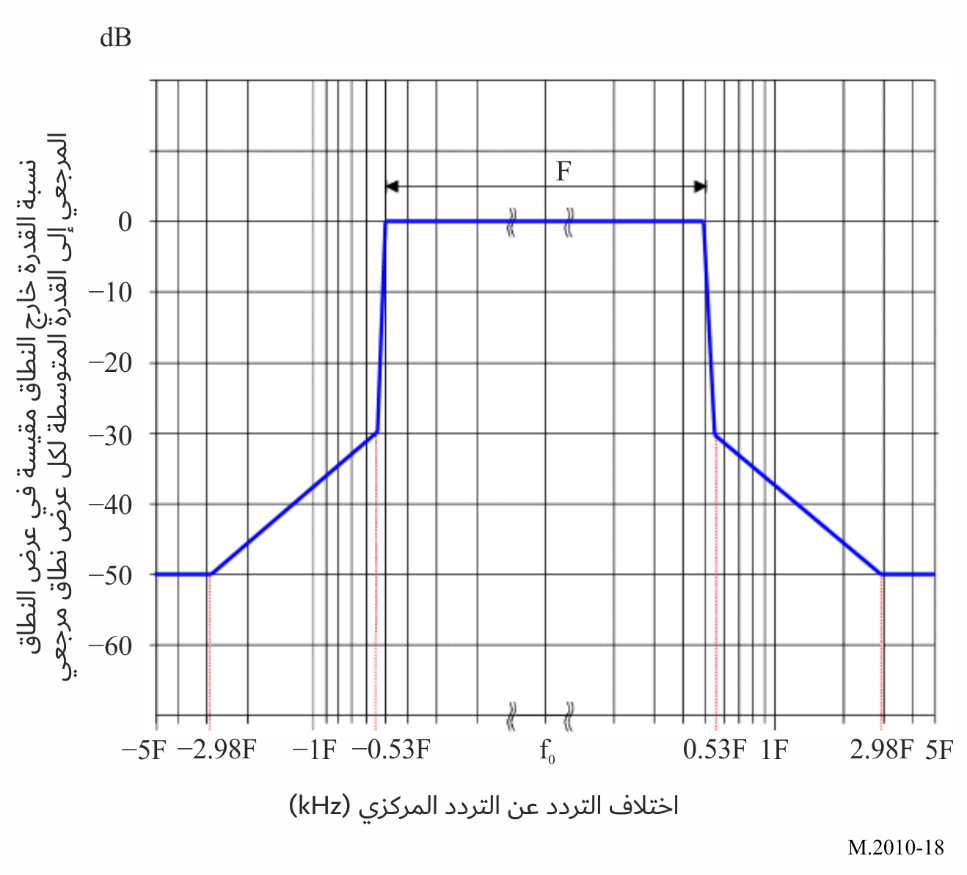 dB
نسبة القدرة خارج النطاق مقيسة في عرض النطاق
المرجعي إلى القدرة المتوسطة لكل عرض نطاق مرجعي
F
0
−10
−20
−30
−40
−50
−60
−5F −2.98F −1F −0.53F f₀ 0.53F 1F 2.98F 5F
اختلاف التردد عن التردد المركزي (kHz)
M.2010-18